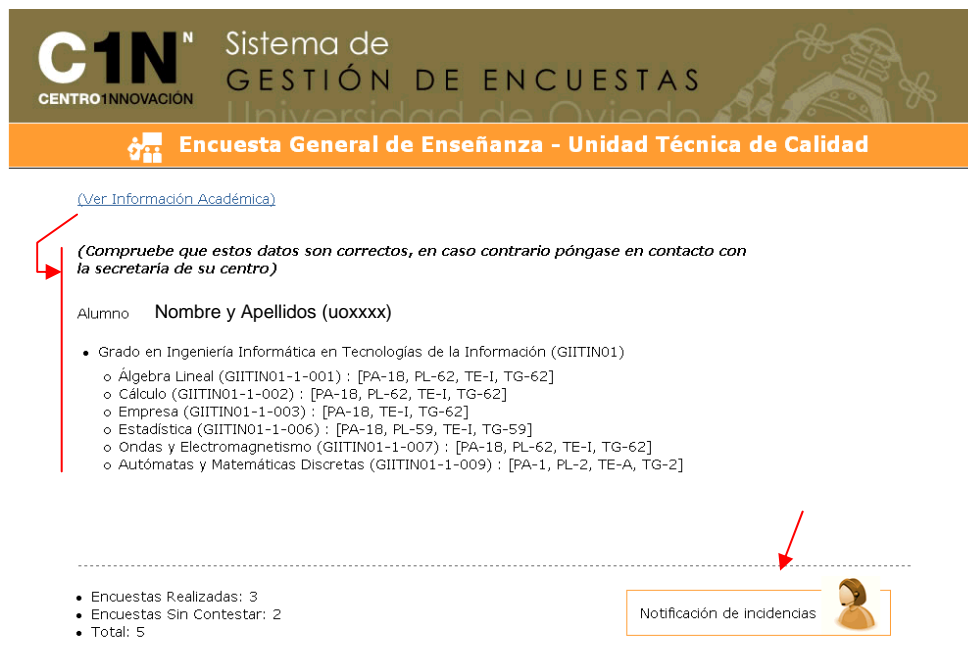 C1N N
CENTRO1NNOVACIÓN
Sistema de
GESTIÓN DE ENCUESTAS
Universidad de Oviedo
Encuesta General de Enseñanza - Unidad Técnica de Calidad
(Ver Información Académica)
(Compruebe que estos datos son correctos, en caso contrario póngase en contacto con
la secretaría de su centro)
Alumno Nombre y Apellidos (uoxxxx)
• Grado en Ingeniería Informática en Tecnologías de la Información (GIITIN01)
o Álgebra Lineal (GIITIN01-1-001) : [PA-18, PL-62, TE-I, TG-62]
o Cálculo (GIITIN01-1-002) : [PA-18, PL-62, TE-I, TG-62]
o Empresa (GIITIN01-1-003) : [PA-18, TE-I, TG-62]
o Estadística (GIITIN01-1-006) : [PA-18, PL-59, TE-I, TG-59]
o Ondas y Electromagnetismo (GIITIN01-1-007) : [PA-18, PL-62, TE-I, TG-62]
o Autómatas y Matemáticas Discretas (GIITIN01-1-009) : [PA-1, PL-2, TE-A, TG-2]
• Encuestas Realizadas: 3
• Encuestas Sin Contestar: 2
• Total: 5
Notificación de incidencias